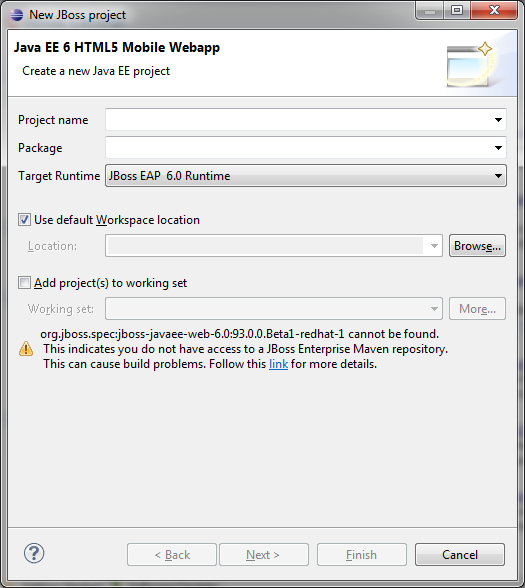 New JBoss project
Java EE 6 HTML5 Mobile Webapp
Create a new Java EE project
Project name
Package
Target Runtime JBoss EAP 6.0 Runtime
Use default Workspace location
Location: Browse...
Add project(s) to working set
Working set: More...
org.jboss.spec:jboss-javaee-web-6.0:93.0.0.Beta1-redhat-1 cannot be found.
This indicates you do not have access to a JBoss Enterprise Maven repository.
This can cause build problems. Follow this link for more details.
? < Back Next > Finish Cancel